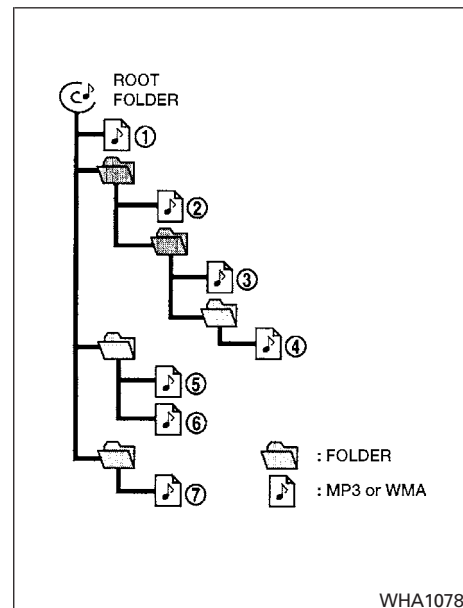 ROOT
FOLDER
①
②
③
④
⑤
⑥
⑦
: FOLDER
: MP3 or WMA
WHA1078